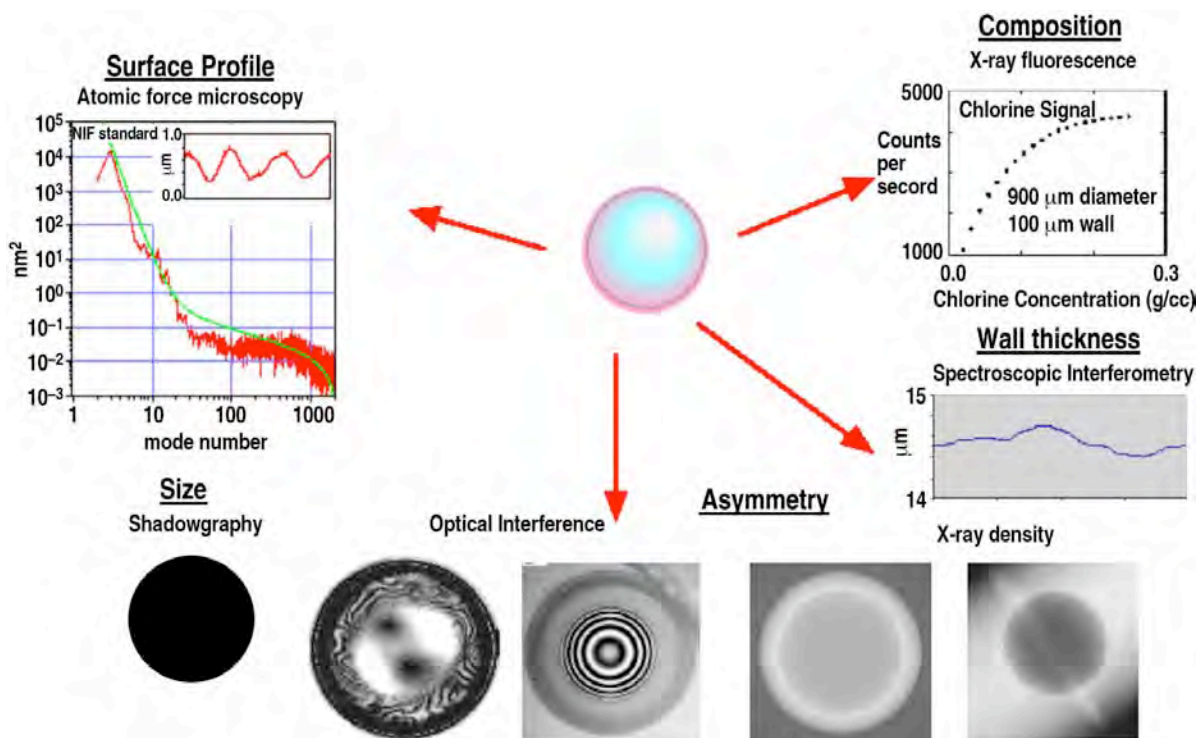 Surface Profile
Atomic force microscopy
10⁵
10⁴
10³
10²
10¹
10⁰
10⁻¹
10⁻²
10⁻³
nm²
NIF standard
1.0
μm
0.0
1
10
100
1000
mode number
Composition
X-ray fluorescence
5000
Counts
per
second
1000
Chlorine Signal
900 μm diameter
100 μm wall
0.0
0.3
Chlorine Concentration (g/cc)
Wall thickness
Spectroscopic Interferometry
15
μm
14
Size
Shadowgraphy
Optical Interference
Asymmetry
X-ray density